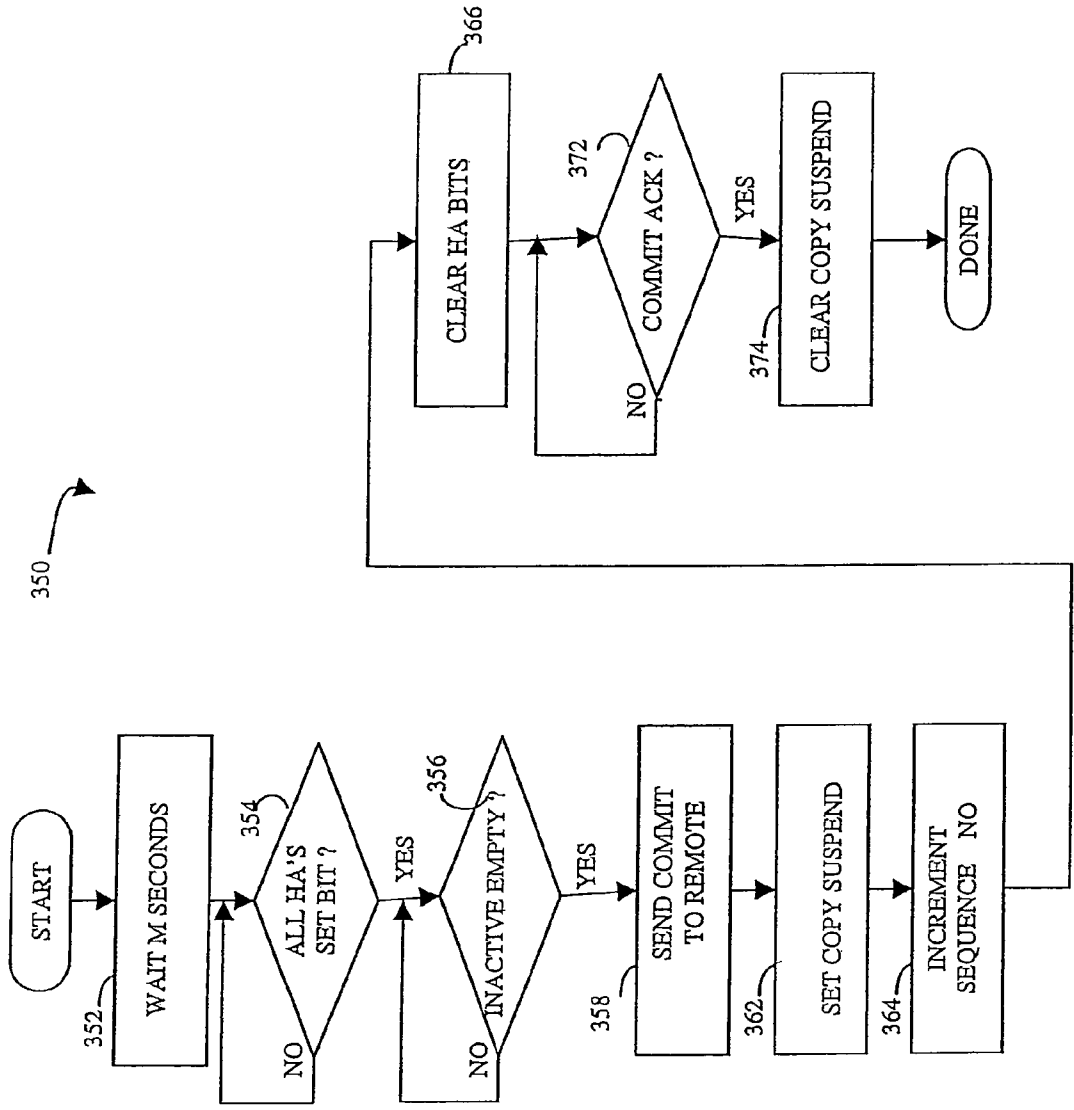 350
START
352
WAIT M SECONDS
354
ALL HA'S
SET BIT ?
NO
YES
356
INACTIVE EMPTY ?
NO
YES
358
SEND COMMIT
TO REMOTE
362
SET COPY SUSPEND
364
INCREMENT
SEQUENCE NO
366
CLEAR HA BITS
372
COMMIT ACK ?
NO
YES
374
CLEAR COPY SUSPEND
DONE